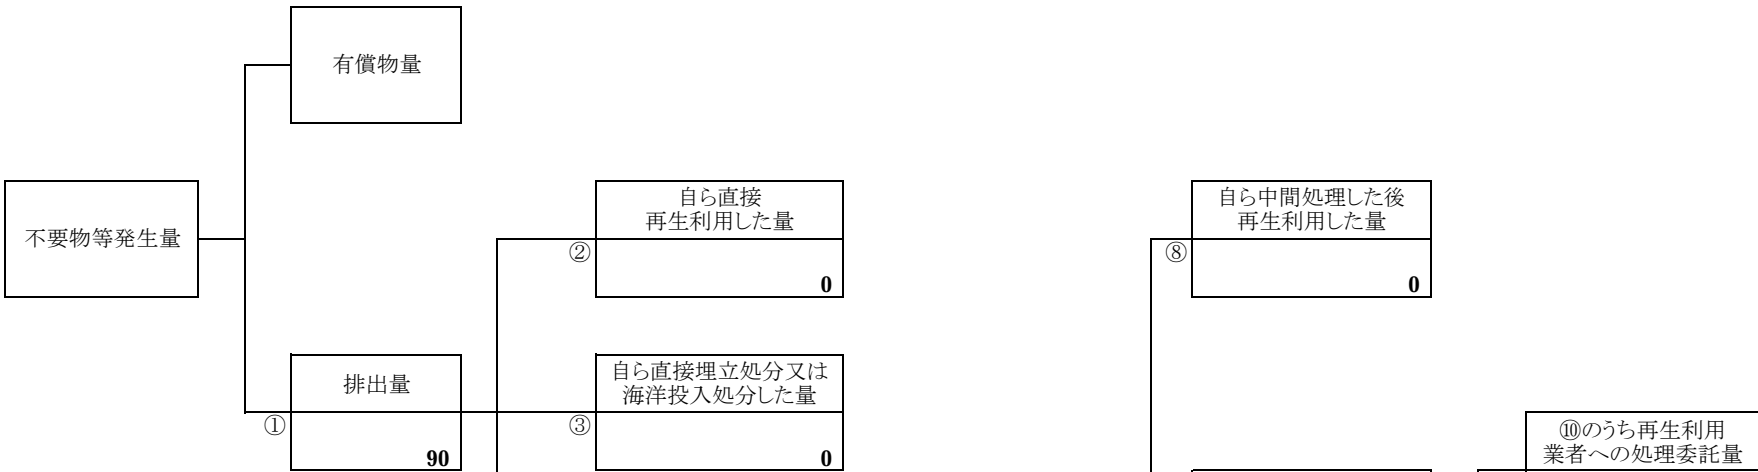 有償物量
不要物等発生量
自ら直接
再生利用した量
②
0
自ら中間処理した後
再生利用した量
⑧
0
排出量
①
90
自ら直接埋立処分又は
海洋投入処分した量
③
0
⑩のうち再生利用
業者への処理委託量